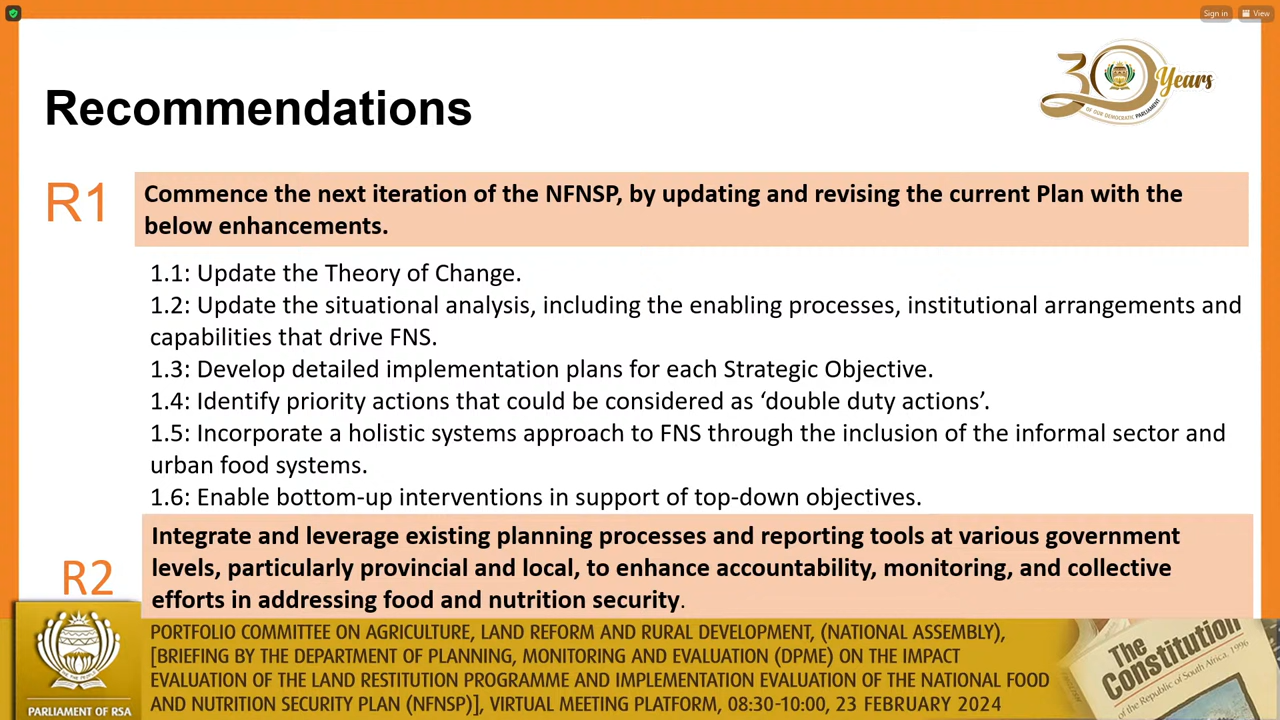 Sign in
View
30 Years
OF OUR DEMOCRATIC PARLIAMENT
Recommendations
R1
Commence the next iteration of the NFNSP, by updating and revising the current Plan with the
below enhancements.
1.1: Update the Theory of Change.
1.2: Update the situational analysis, including the enabling processes, institutional arrangements and
capabilities that drive FNS.
1.3: Develop detailed implementation plans for each Strategic Objective.
1.4: Identify priority actions that could be considered as ‘double duty actions’.
1.5: Incorporate a holistic systems approach to FNS through the inclusion of the informal sector and
urban food systems.
1.6: Enable bottom-up interventions in support of top-down objectives.
R2
Integrate and leverage existing planning processes and reporting tools at various government
levels, particularly provincial and local, to enhance accountability, monitoring, and collective
efforts in addressing food and nutrition security.
PORTFOLIO COMMITTEE ON AGRICULTURE, LAND REFORM AND RURAL DEVELOPMENT, (NATIONAL ASSEMBLY),
[BRIEFING BY THE DEPARTMENT OF PLANNING, MONITORING AND EVALUATION (DPME) ON THE IMPACT
EVALUATION OF THE LAND RESTITUTION PROGRAMME AND IMPLEMENTATION EVALUATION OF THE NATIONAL FOOD
AND NUTRITION SECURITY PLAN (NFNSP)], VIRTUAL MEETING PLATFORM, 08:30-10:00, 23 FEBRUARY 2024
PARLIAMENT OF RSA
The
Constitution
of the Republic of South Africa, 1996